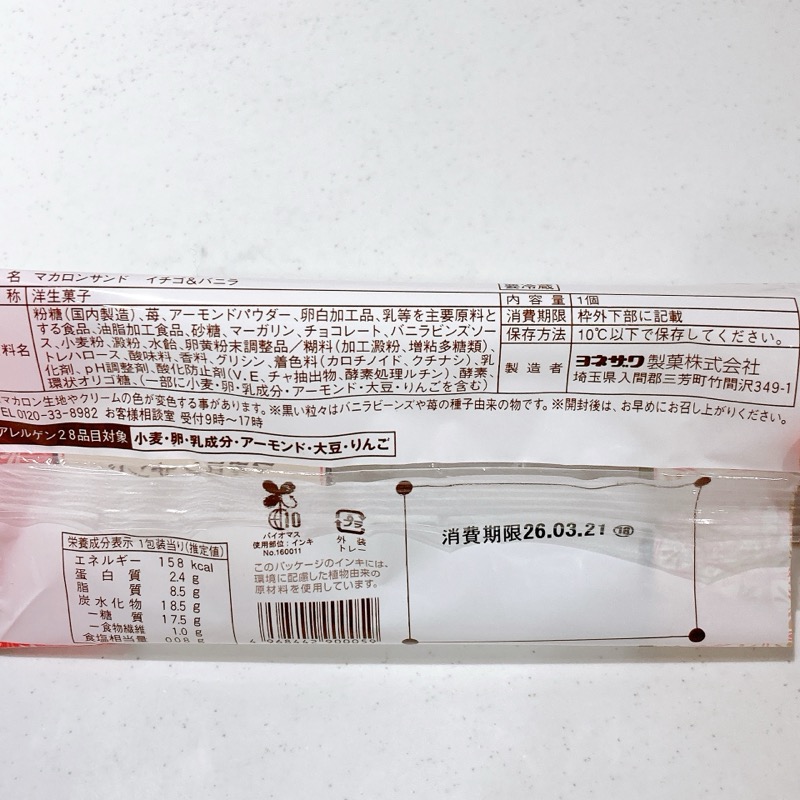 名 マカロンサンド イチゴ&バニラ
要冷蔵
称 洋生菓子
料名
粉糖(国内製造)、苺、アーモンドパウダー、卵白加工品、乳等を主要原料と
する食品、油脂加工食品、砂糖、マーガリン、チョコレート、バニラビンズソー
ス、小麦粉、澱粉、水飴、卵黄粉末調整品/糊料(加工澱粉、増粘多糖類)、
トレハロース、酸味料、香料、グリシン、着色料(カロチノイド、クチナシ)、乳
化剤、pH調整剤、酸化防止剤(V.E、チャ抽出物、酵素処理ルチン)、酵素、
環状オリゴ糖、(一部に小麦・卵・乳成分・アーモンド・大豆・りんごを含む)
内容量 1個
消費期限 枠外下部に記載
保存方法 10℃以下で保存してください。
製造者 ヨネザワ製菓株式会社
埼玉県入間郡三芳町竹間沢349-1
マカロン生地やクリームの色が変色する事があります。※黒い粒々はバニラビーンズや苺の種子由来の物です。※開封後は、お早めにお召し上がりください。
TEL 0120-33-8982 お客様相談室 受付9時~17時
アレルゲン28品目対象 小麦・卵・乳成分・アーモンド・大豆・りんご
栄養成分表示 1包装当り(推定値)
エネルギー 158 kcal
蛋白質 2.4 g
脂質 8.5 g
炭水化物 18.5 g
-糖質 17.5 g
-食物繊維 1.0 g
食塩相当量 0.08 g
10
バイオマス
使用部位:インキ
No.160011
プラ
外装
トレー
このパッケージのインキには、
環境に配慮した植物由来の
原材料を使用しています。
消費期限26.03.21